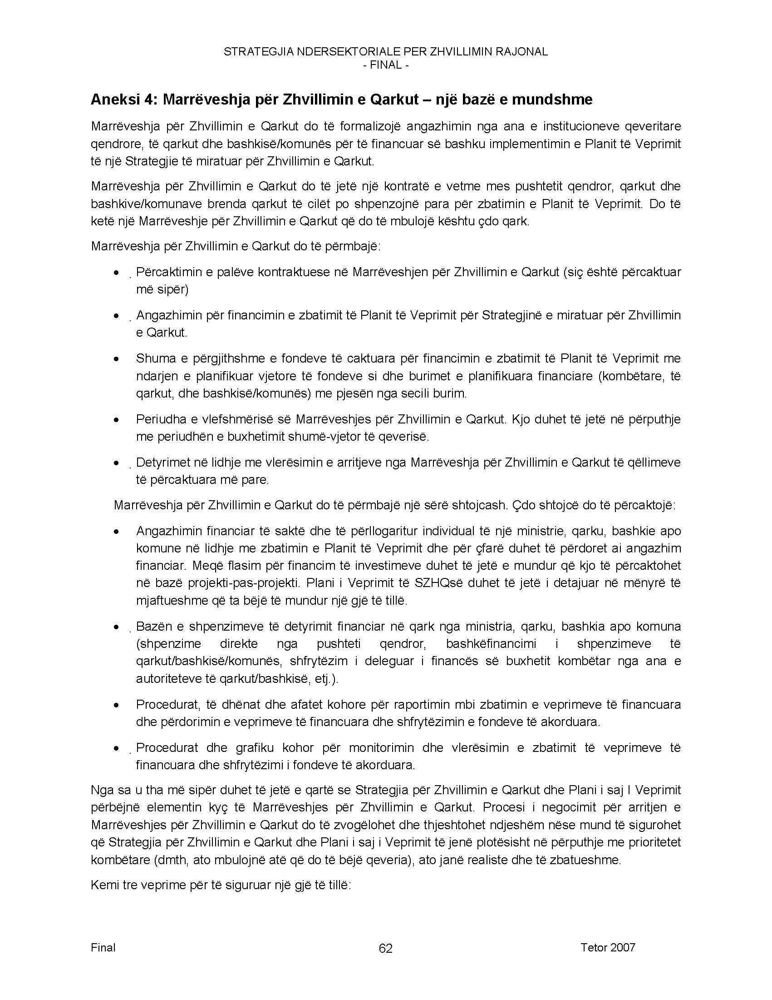 STRATEGJIA NDERSEKTORIALE PER ZHVILLIMIN RAJONAL
- FINAL -
Aneksi 4: Marrëveshja për Zhvillimin e Qarkut – një bazë e mundshme
Marrëveshja për Zhvillimin e Qarkut do të formalizojë angazhimin nga ana e institucioneve qeveritare
qendrore, të qarkut dhe bashkisë/komunës për të financuar së bashku implementimin e Planit të Veprimit
të një Strategjie të miratuar për Zhvillimin e Qarkut.
Marrëveshja për Zhvillimin e Qarkut do të jetë një kontratë e vetme mes pushtetit qendror, qarkut dhe
bashkive/komunave brenda qarkut të cilët po shpenzojnë para për zbatimin e Planit të Veprimit. Do të
ketë një Marrëveshje për Zhvillimin e Qarkut që do të mbulojë kështu çdo qark.
Marrëveshja për Zhvillimin e Qarkut do të përmbajë:
• . Përcaktimin e palëve kontraktuese në Marrëveshjen për Zhvillimin e Qarkut (siç është përcaktuar
më sipër)
• . Angazhimin për financimin e zbatimit të Planit të Veprimit për Strategjinë e miratuar për Zhvillimin
e Qarkut.
• Shuma e përgjithshme e fondeve të caktuara për financimin e zbatimit të Planit të Veprimit me
ndarjen e planifikuar vjetore të fondeve si dhe burimet e planifikuara financiare (kombëtare, të
qarkut, dhe bashkisë/komunës) me pjesën nga secili burim.
• Periudha e vlefshmërisë së Marrëveshjes për Zhvillimin e Qarkut. Kjo duhet të jetë në përputhje
me periudhën e buxhetimit shumë-vjetor të qeverisë.
• . Detyrimet në lidhje me vlerësimin e arritjeve nga Marrëveshja për Zhvillimin e Qarkut të qëllimeve
të përcaktuara më pare.
Marrëveshja për Zhvillimin e Qarkut do të përmbajë një sërë shtojcash. Çdo shtojcë do të përcaktojë:
• Angazhimin financiar të saktë dhe të përllogaritur individual të një ministrie, qarku, bashkie apo
komune në lidhje me zbatimin e Planit të Veprimit dhe për çfarë duhet të përdoret ai angazhim
financiar. Meqë flasim për financim të investimeve duhet të jetë e mundur që kjo të përcaktohet
në bazë projekti-pas-projekti. Plani i Veprimit të SZHQsë duhet të jetë i detajuar në mënyrë të
mjaftueshme që ta bëjë të mundur një gjë të tillë.
• . Bazën e shpenzimeve të detyrimit financiar në qark nga ministria, qarku, bashkia apo komuna
(shpenzime direkte nga pushteti qendror, bashkëfinancimi i shpenzimeve të
qarkut/bashkisë/komunës, shfrytëzim i deleguar i financës së buxhetit kombëtar nga ana e
autoriteteve të qarkut/bashkisë, etj.).
• Procedurat, të dhënat dhe afatet kohore për raportimin mbi zbatimin e veprimeve të financuara
dhe përdorimin e veprimeve të financuara dhe shfrytëzimin e fondeve të akorduara.
• . Procedurat dhe grafiku kohor për monitorimin dhe vlerësimin e zbatimit të veprimeve të
financuara dhe shfrytëzimi i fondeve të akorduara.
Nga sa u tha më sipër duhet të jetë e qartë se Strategjia për Zhvillimin e Qarkut dhe Plani i saj I Veprimit
përbëjnë elementin kyç të Marrëveshjes për Zhvillimin e Qarkut. Procesi i negocimit për arritjen e
Marrëveshjes për Zhvillimin e Qarkut do të zvogëlohet dhe thjeshtohet ndjeshëm nëse mund të sigurohet
që Strategjia për Zhvillimin e Qarkut dhe Plani i saj i Veprimit të jenë plotësisht në përputhje me prioritetet
kombëtare (dmth, ato mbulojnë atë që do të bëjë qeveria), ato janë realiste dhe të zbatueshme.
Kemi tre veprime për të siguruar një gjë të tillë:
Final 62 Tetor 2007